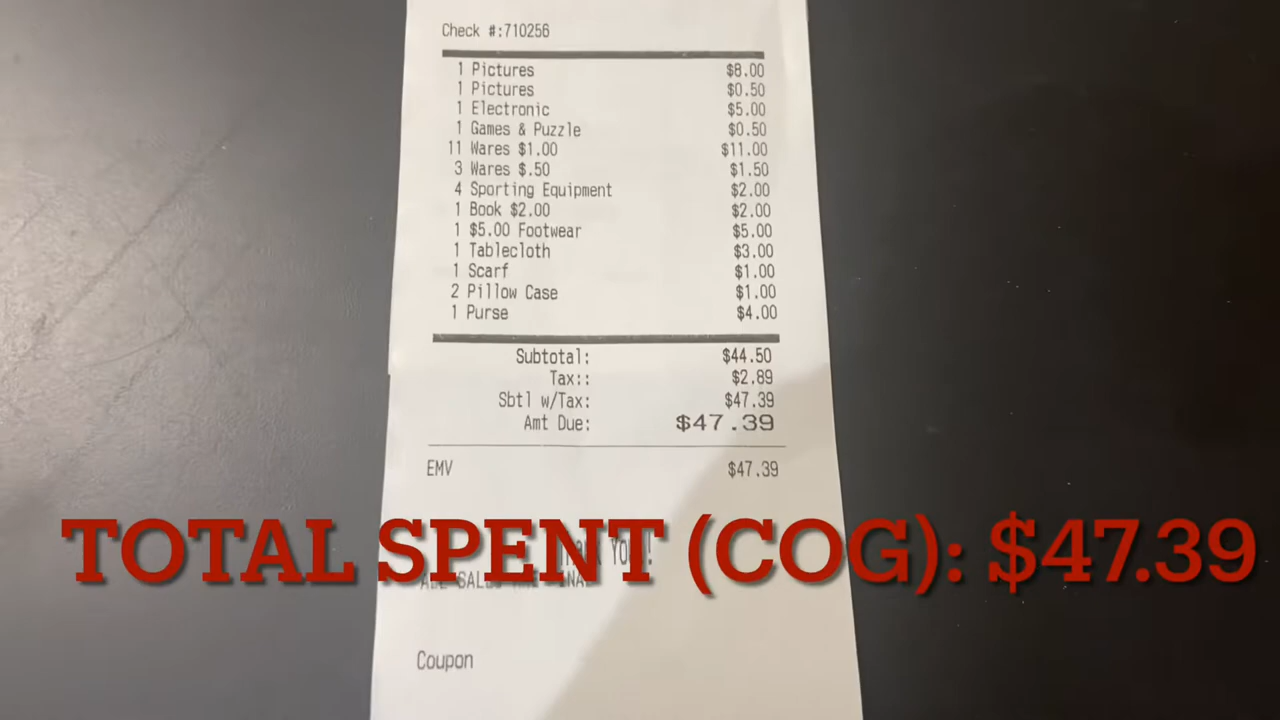 Check #:710256
1 Pictures $8.00
1 Pictures $0.50
1 Electronic $5.00
1 Games & Puzzle $0.50
11 Wares $1.00 $11.00
3 Wares $.50 $1.50
4 Sporting Equipment $2.00
1 Book $2.00 $2.00
1 $5.00 Footwear $5.00
1 Tablecloth $3.00
1 Scarf $1.00
2 Pillow Case $1.00
1 Purse $4.00
Subtotal: $44.50
Tax:: $2.89
Sbtl w/Tax: $47.39
Amt Due: $47.39
EMV $47.39
TOTAL SPENT (COG): $47.39
Coupon